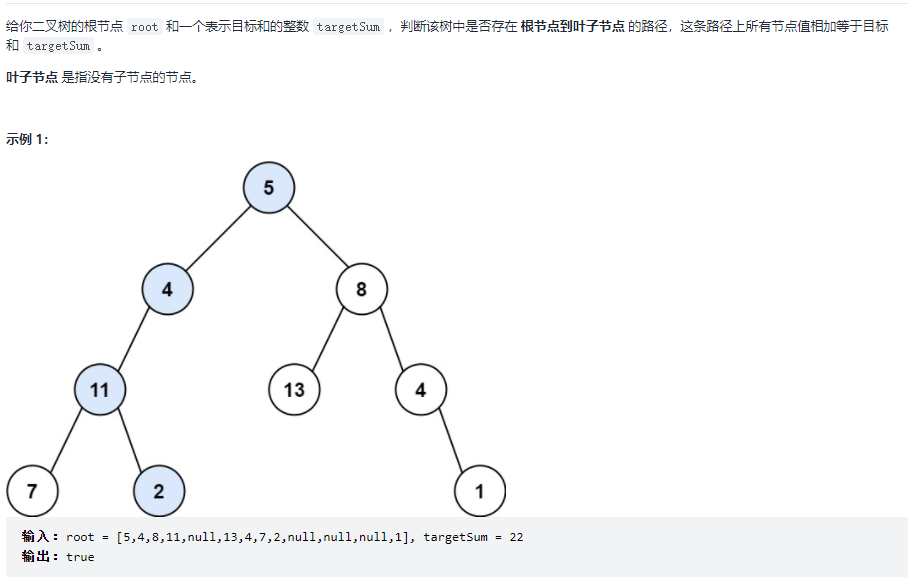 给你二叉树的根节点 root 和一个表示目标和的整数 targetSum ，判断该树中是否存在 根节点到叶子节点 的路径，这条路径上所有节点值相加等于目标
和 targetSum 。
叶子节点 是指没有子节点的节点。
示例 1：
5
4 8
11 13 4
7 2 1
输入：root = [5,4,8,11,null,13,4,7,2,null,null,null,1], targetSum = 22
输出：true